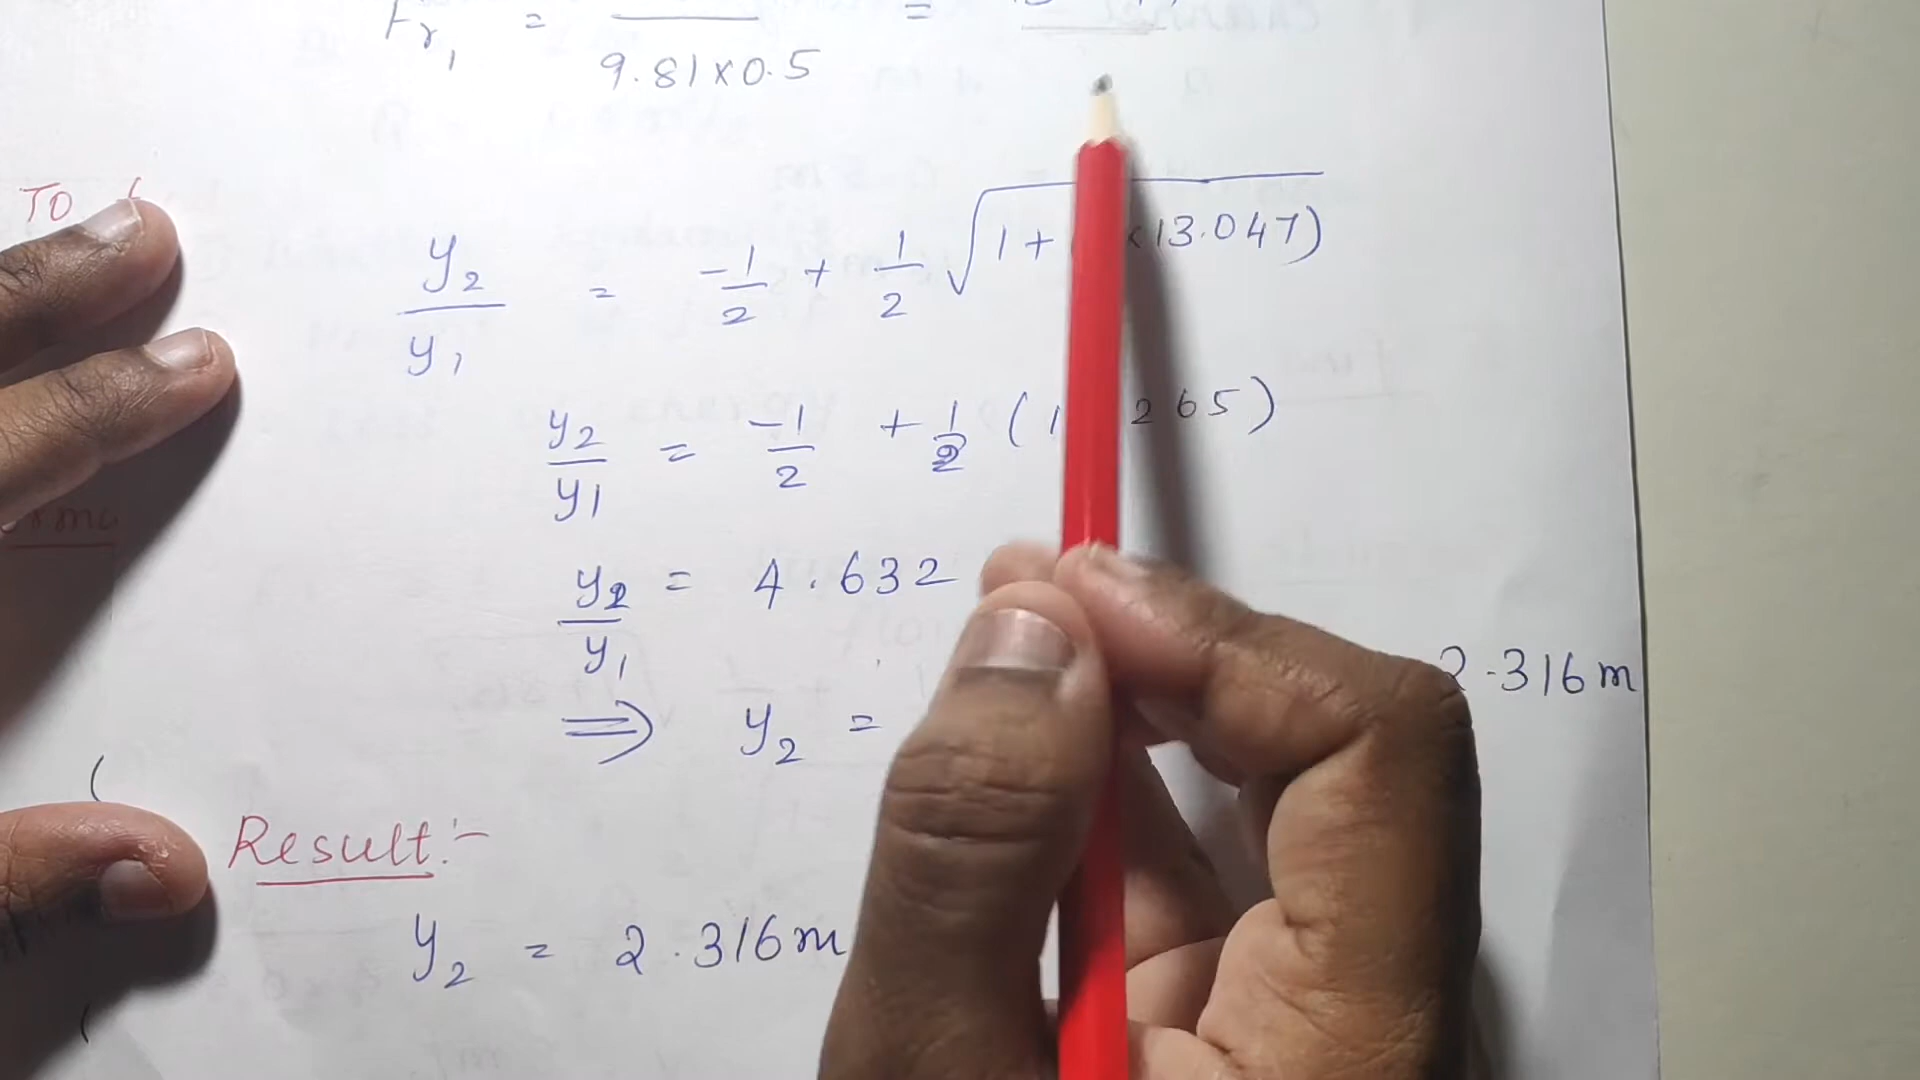 Fr₁ = ――― =
9.81×0.5
TO
y₂/y₁ = -1/2 + 1/2 √(1+ ×13.047)
y₂/y₁ = -1/2 + 1/2 (1 265)
y₂/y₁ = 4.632
⇒ y₂ = 2.316m
Result:-
y₂ = 2.316m